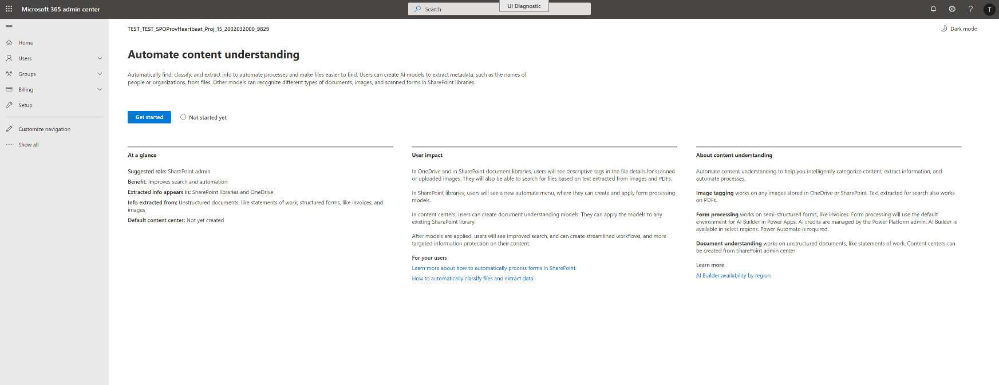 Microsoft 365 admin center
Search
UI Diagnostic
?
T
Home
Users
Groups
Billing
Setup
Customize navigation
Show all
TEST_TEST_SPOProvHeartbeat_Proj_15_2002032000_9829
Dark mode
Automate content understanding
Automatically find, classify, and extract info to automate processes and make files easier to find. Users can create AI models to extract metadata, such as the names of
people or organizations, from files. Other models can recognize different types of documents, images, and scanned forms in SharePoint libraries.
Get started
Not started yet
At a glance
Suggested role: SharePoint admin
Benefit: Improves search and automation
Extracted info appears in: SharePoint libraries and OneDrive
Info extracted from: Unstructured documents, like statements of work; structured forms, like invoices; and
images
Default content center: Not yet created
User impact
In OneDrive and in SharePoint document libraries, users will see descriptive tags in the file details for scanned
or uploaded images. They will also be able to search for files based on text extracted from images and PDFs.
In SharePoint libraries, users will see a new automate menu, where they can create and apply form processing
models.
In content centers, users can create document understanding models. They can apply the models to any
existing SharePoint library.
After models are applied, users will see improved search, and can create streamlined workflows, and more
targeted information protection on their content.
For your users
Learn more about how to automatically process forms in SharePoint
How to automatically classify files and extract data
About content understanding
Automate content understanding to help you intelligently categorize content, extract information, and
automate processes.
Image tagging works on any images stored in OneDrive or SharePoint. Text extracted for search also works
on PDFs.
Form processing works on semi-structured forms, like invoices. Form processing will use the default
environment for AI Builder in Power Apps. AI credits are managed by the Power Platform admin. AI Builder is
available in select regions. Power Automate is required.
Document understanding works on unstructured documents, like statements of work. Content centers can
be created from SharePoint admin center.
Learn more
AI Builder availability by region